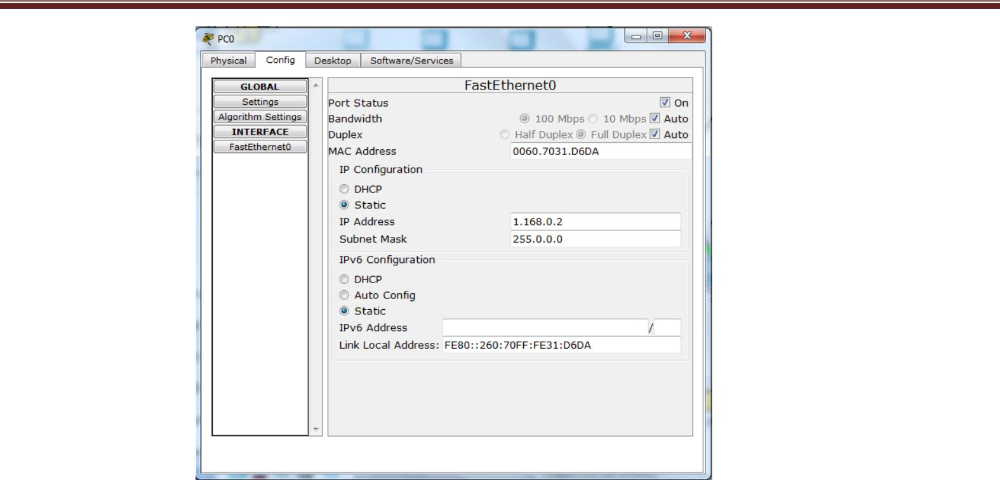 PC0
Physical Config Desktop Software/Services
GLOBAL
Settings
Algorithm Settings
INTERFACE
FastEthernet0
FastEthernet0
Port Status On
Bandwidth 100 Mbps 10 Mbps Auto
Duplex Half Duplex Full Duplex Auto
MAC Address 0060.7031.D6DA
IP Configuration
DHCP
Static
IP Address 1.168.0.2
Subnet Mask 255.0.0.0
IPv6 Configuration
DHCP
Auto Config
Static
IPv6 Address /
Link Local Address: FE80::260:70FF:FE31:D6DA